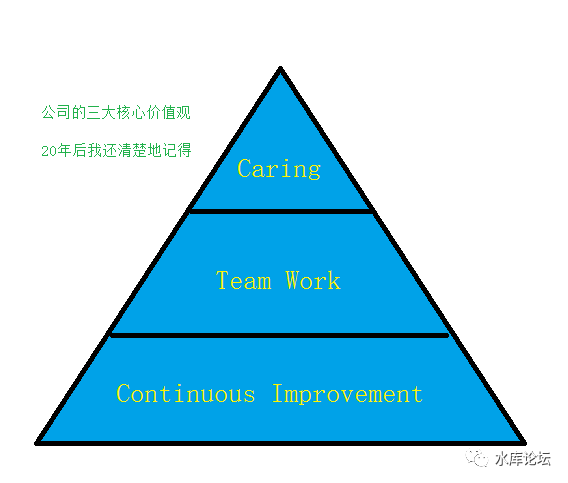 公司的三大核心价值观
20年后我还清楚地记得
Caring
Team Work
Continuous Improvement
水库论坛